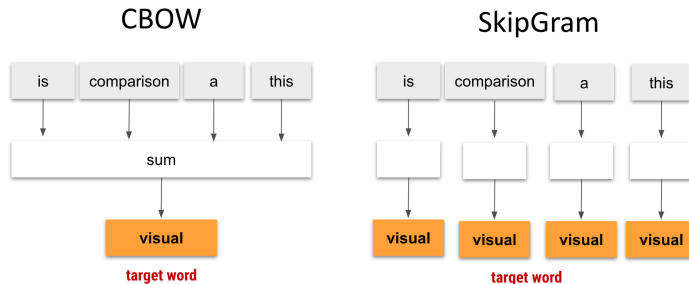 CBOW
is comparison a this
sum
visual
target word
SkipGram
is comparison a this
visual visual visual visual
target word